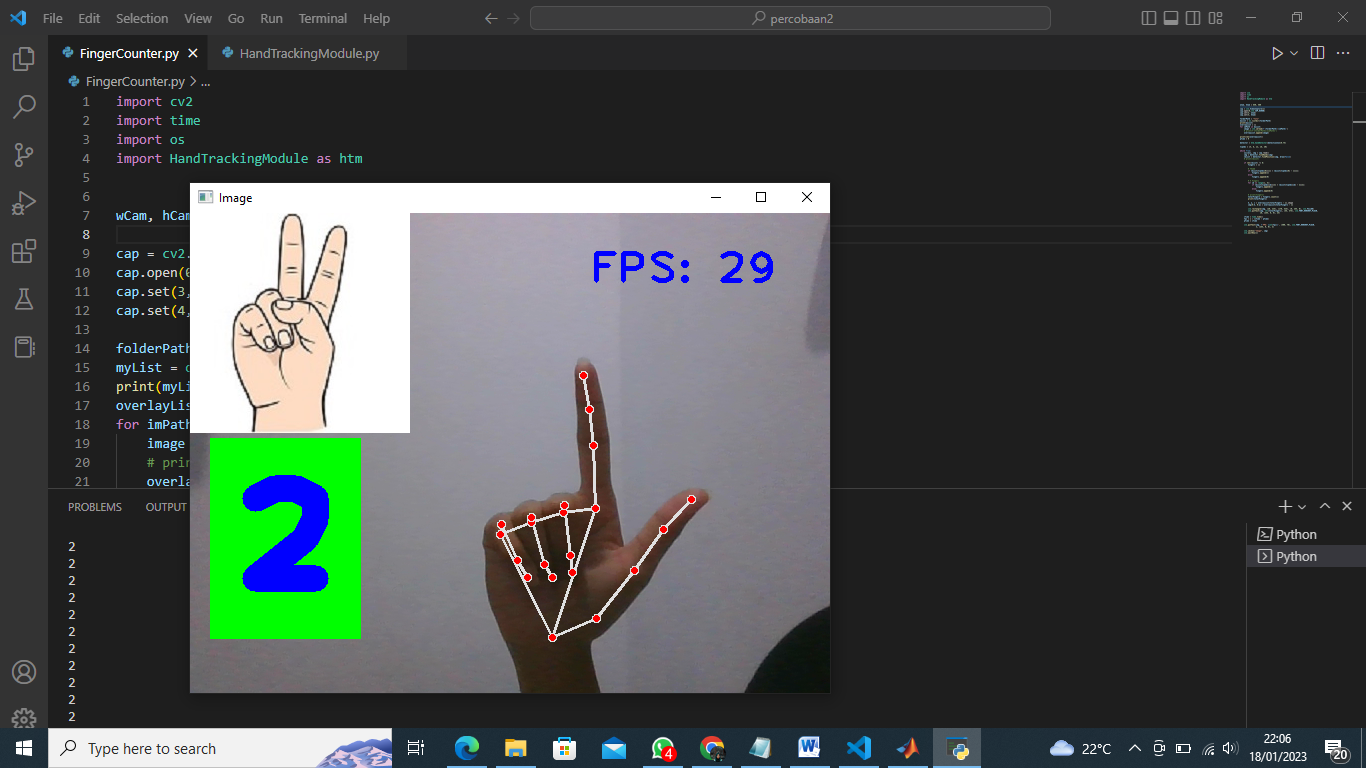 File Edit Selection View Go Run Terminal Help
percobaan2
FingerCounter.py
HandTrackingModule.py
FingerCounter.py > ...
1 import cv2
2 import time
3 import os
4 import HandTrackingModule as htm
5
6
7 wCam, hCam
8
9 cap = cv2.
10 cap.open(0
11 cap.set(3,
12 cap.set(4,
13
14 folderPath
15 myList = o
16 print(myLi
17 overlayLis
18 for imPath
19 image
20 # prin
21 overla
Image
FPS: 29
2
PROBLEMS OUTPUT
2
2
2
2
2
2
2
2
2
2
2
Python
Python
Type here to search
4
22°C
22:06
18/01/2023
20